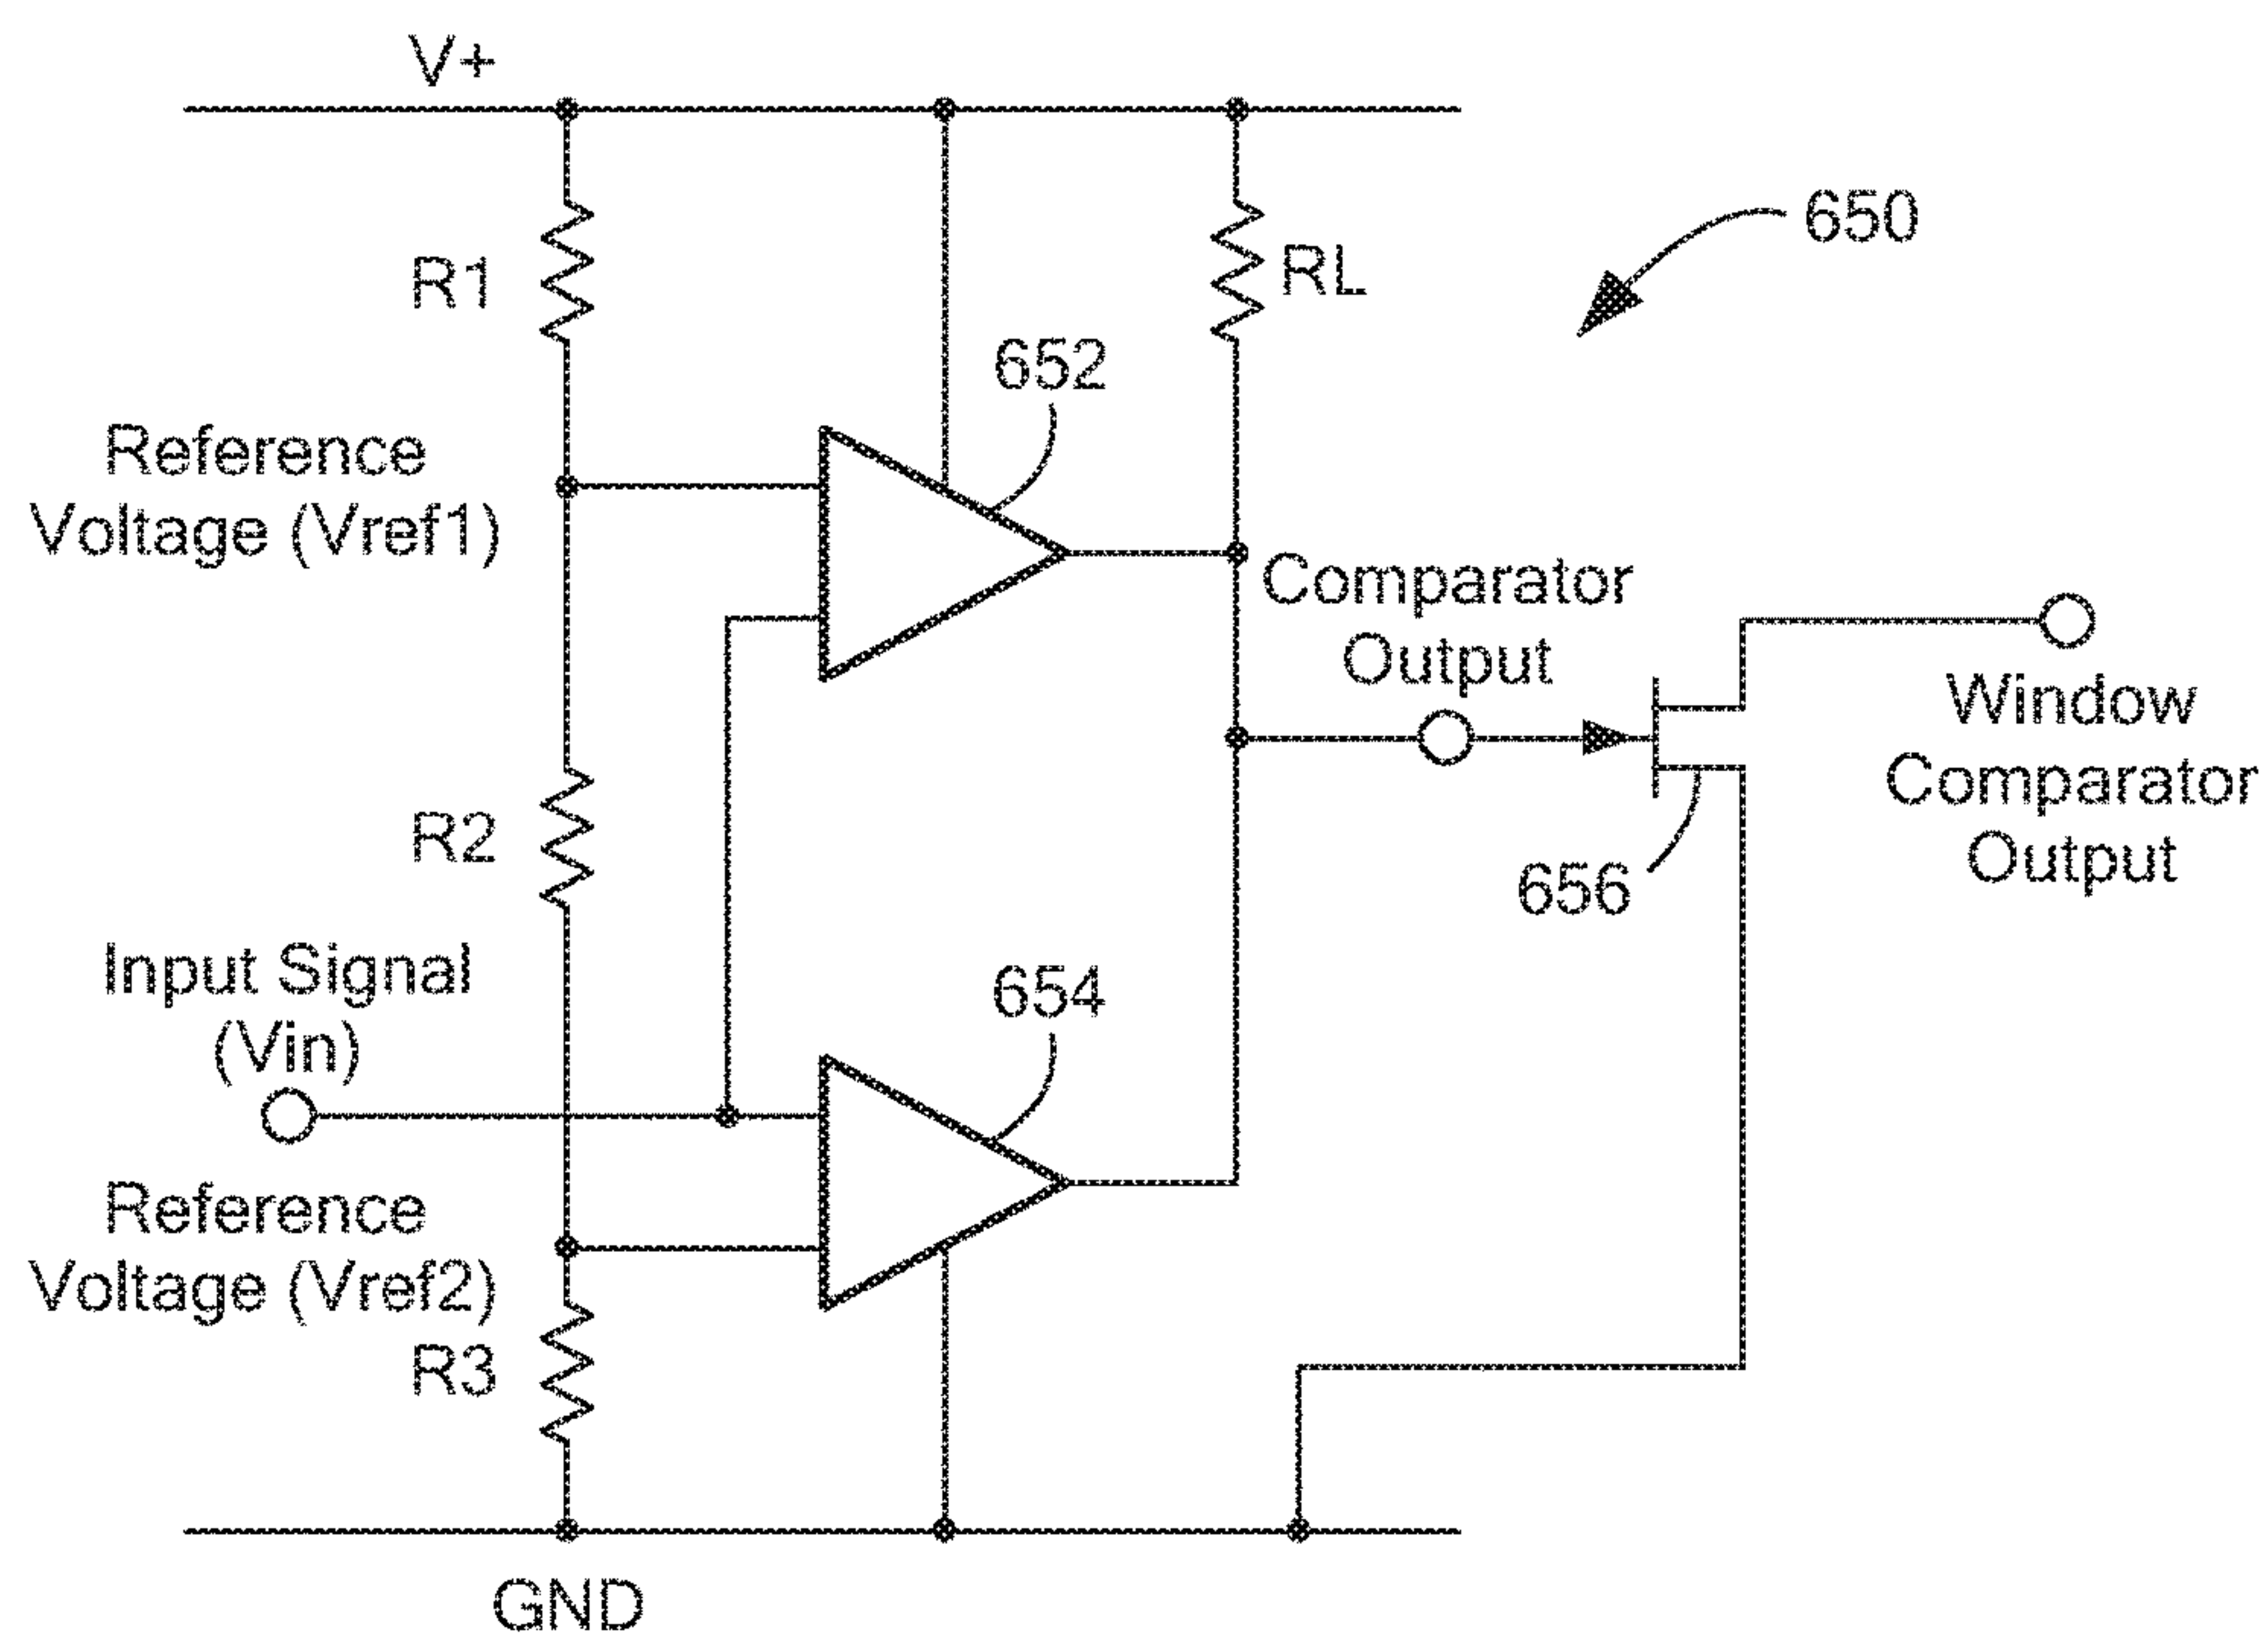 V+
650
R1
RL
652
Reference
Voltage (Vref1)
Comparator
Output
Window
Comparator
Output
R2
656
Input Signal
(Vin)
654
Reference
Voltage (Vref2)
R3
GND